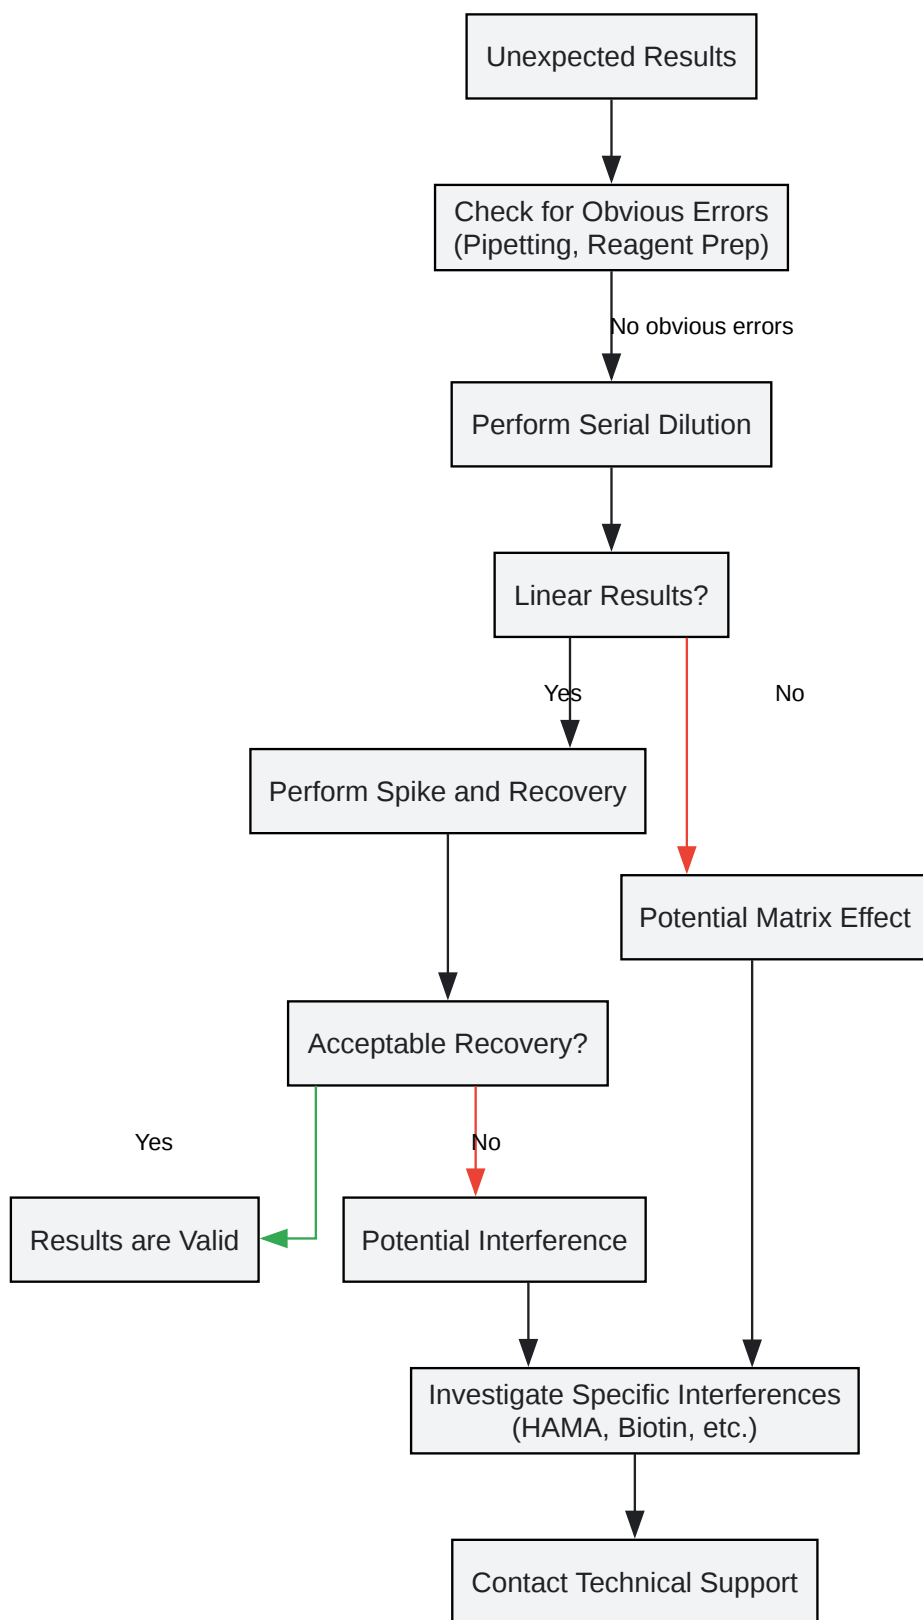 Unexpected Results
Check for Obvious Errors
(Pipetting, Reagent Prep)
No obvious errors
Perform Serial Dilution
Linear Results?
Yes
No
Perform Spike and Recovery
Potential Matrix Effect
Acceptable Recovery?
Yes
No
Results are Valid
Potential Interference
Investigate Specific Interferences
(HAMA, Biotin, etc.)
Contact Technical Support